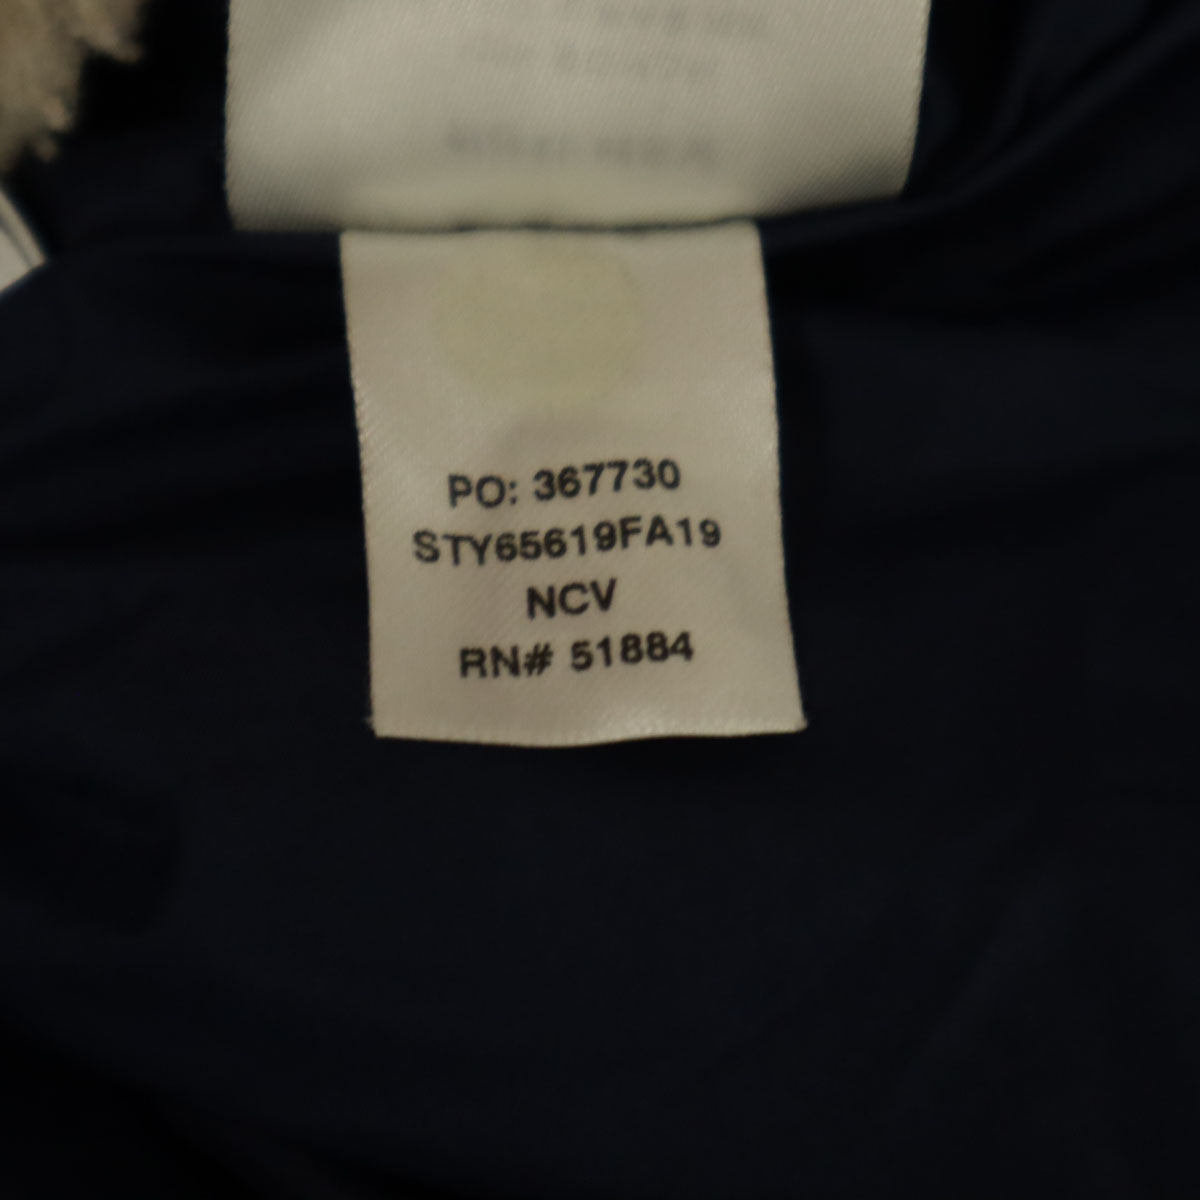 PO: 367730
STY65619FA19
NCV
RN# 51884